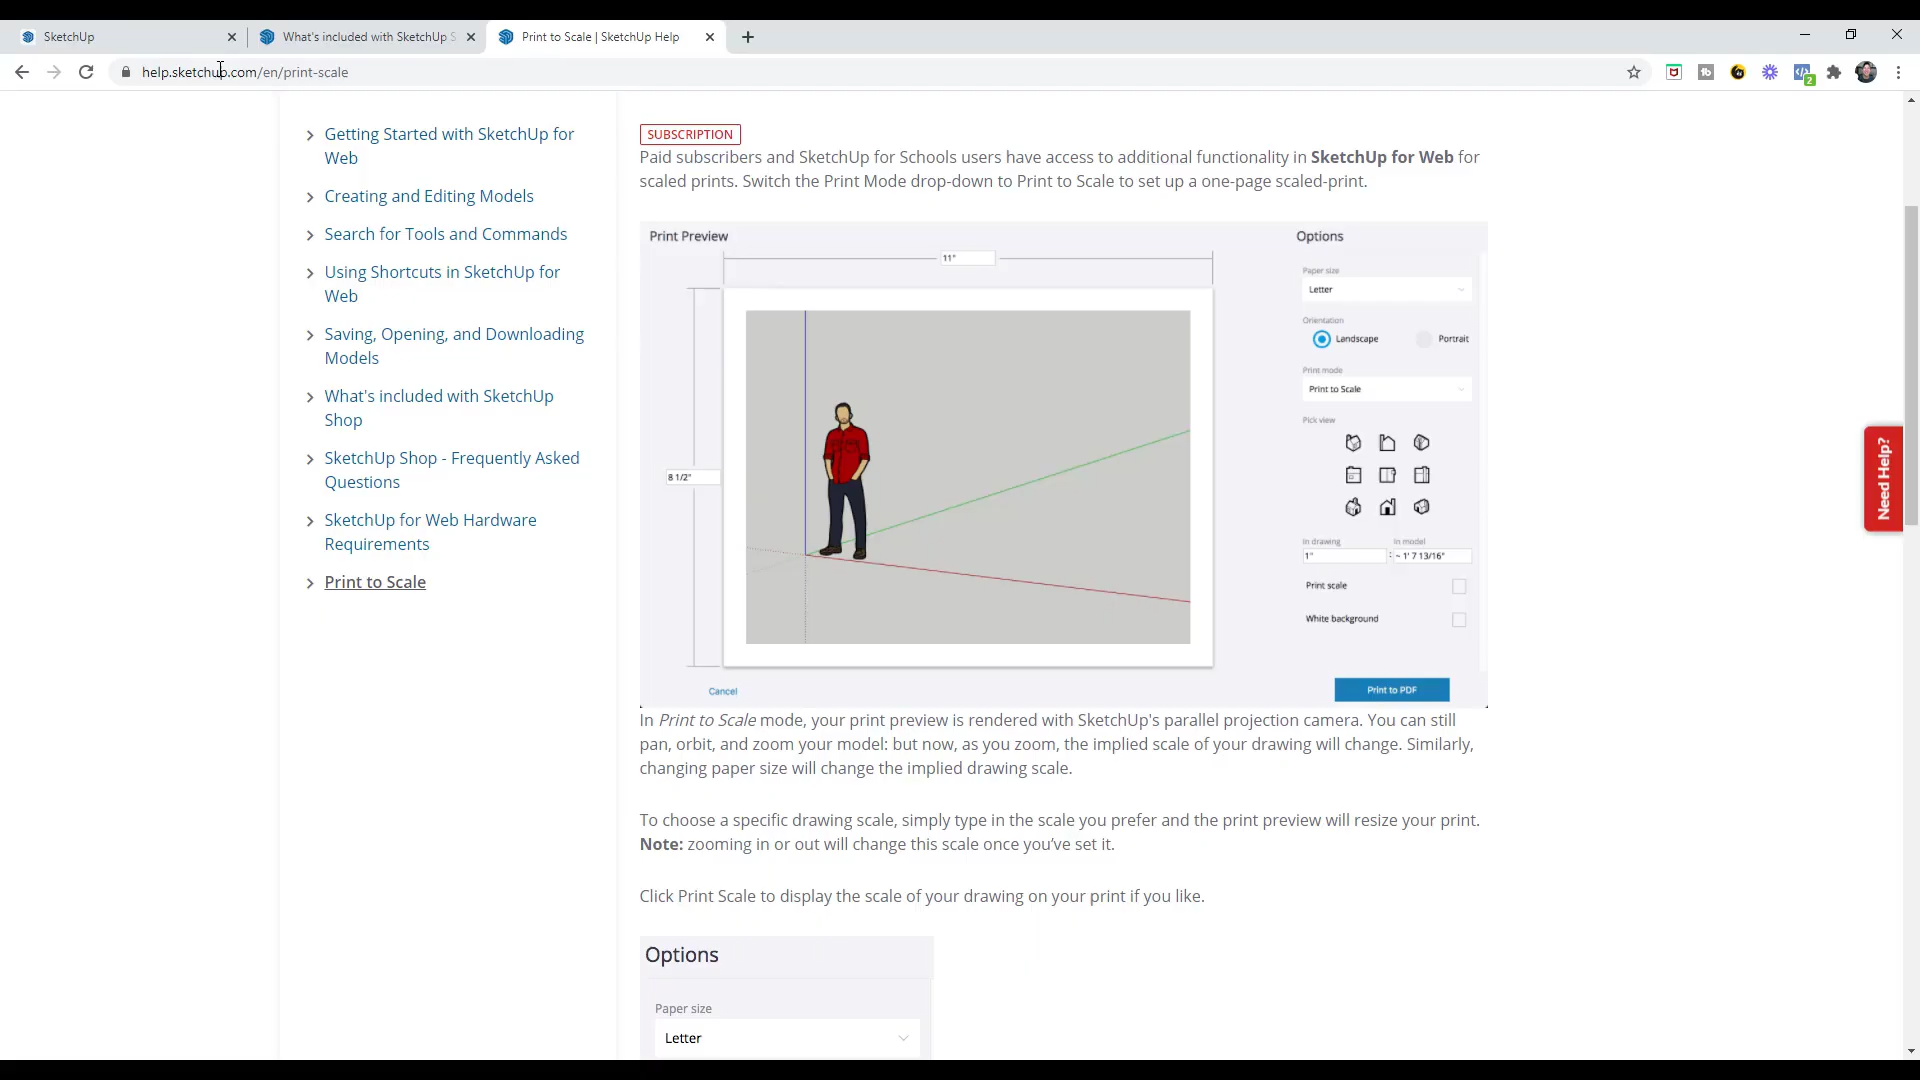 SketchUp
What's included with SketchUp S
Print to Scale | SketchUp Help
help.sketchup.com/en/print-scale
2
Getting Started with SketchUp for
Web
Creating and Editing Models
Search for Tools and Commands
Using Shortcuts in SketchUp for
Web
Saving, Opening, and Downloading
Models
What's included with SketchUp
Shop
SketchUp Shop - Frequently Asked
Questions
SketchUp for Web Hardware
Requirements
Print to Scale
SUBSCRIPTION
Paid subscribers and SketchUp for Schools users have access to additional functionality in SketchUp for Web for
scaled prints. Switch the Print Mode drop-down to Print to Scale to set up a one-page scaled-print.
Print Preview
11"
8 1/2"
Cancel
Options
Paper size
Letter
Orientation
Landscape
Portrait
Print mode
Print to Scale
Pick view
In drawing
In model
1"
:
~ 1' 7 13/16"
Print scale
White background
Print to PDF
In Print to Scale mode, your print preview is rendered with SketchUp's parallel projection camera. You can still
pan, orbit, and zoom your model: but now, as you zoom, the implied scale of your drawing will change. Similarly,
changing paper size will change the implied drawing scale.
To choose a specific drawing scale, simply type in the scale you prefer and the print preview will resize your print.
Note: zooming in or out will change this scale once you've set it.
Click Print Scale to display the scale of your drawing on your print if you like.
Options
Paper size
Letter
Need Help?